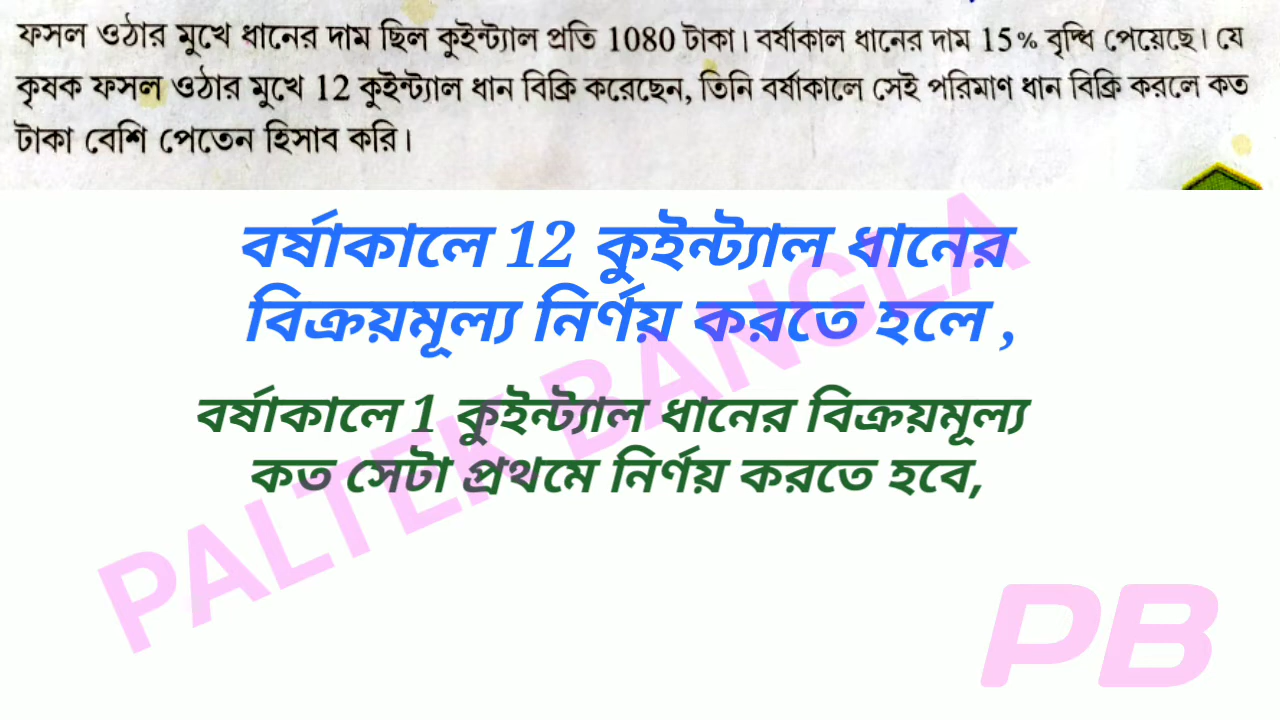 ফসল ওঠার মুখে ধানের দাম ছিল কুইন্ট্যাল প্রতি 1080 টাকা। বর্ষাকাল ধানের দাম 15% বৃদ্ধি পেয়েছে। যে
কৃষক ফসল ওঠার মুখে 12 কুইন্ট্যাল ধান বিক্রি করেছেন, তিনি বর্ষাকালে সেই পরিমাণ ধান বিক্রি করলে কত
টাকা বেশি পেতেন হিসাব করি।
বর্ষাকালে 12 কুইন্ট্যাল ধানের
বিক্রয়মূল্য নির্ণয় করতে হলে ,
বর্ষাকালে 1 কুইন্ট্যাল ধানের বিক্রয়মূল্য
কত সেটা প্রথমে নির্ণয় করতে হবে,
PALTEK BANGLA
PB